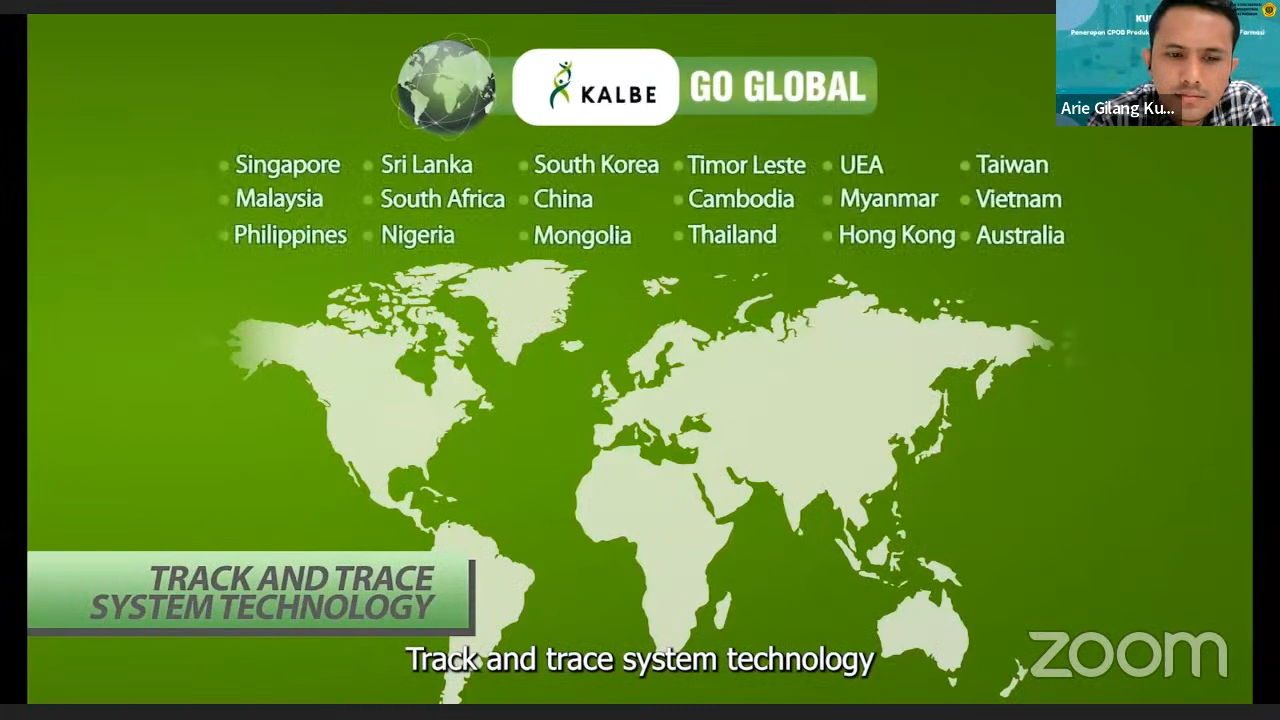 KALBE GO GLOBAL
Singapore Sri Lanka South Korea Timor Leste UEA Taiwan
Malaysia South Africa China Cambodia Myanmar Vietnam
Philippines Nigeria Mongolia Thailand Hong Kong Australia
TRACK AND TRACE
SYSTEM TECHNOLOGY
Track and trace system technology
zoom
Penerapan CPOB
Arie Gilang Ku...